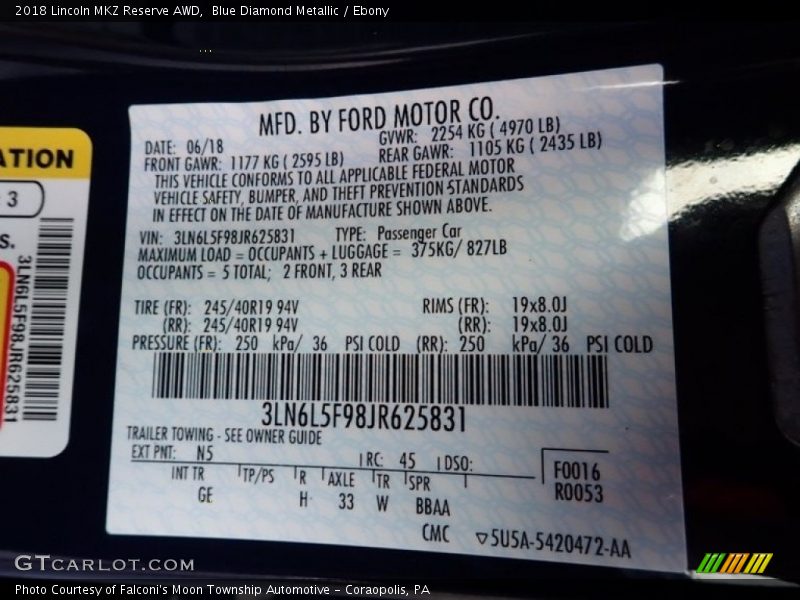 2018 Lincoln MKZ Reserve AWD,  Blue Diamond Metallic / Ebony
ATION
3
S.
3LN6L5F98JR625831
MFD. BY FORD MOTOR CO.
DATE: 06/18
GVWR: 2254 KG ( 4970 LB)
FRONT GAWR: 1177 KG ( 2595 LB)
REAR GAWR: 1105 KG ( 2435 LB)
THIS VEHICLE CONFORMS TO ALL APPLICABLE FEDERAL MOTOR
VEHICLE SAFETY, BUMPER, AND THEFT PREVENTION STANDARDS
IN EFFECT ON THE DATE OF MANUFACTURE SHOWN ABOVE.
VIN: 3LN6L5F98JR625831 TYPE: Passenger Car
MAXIMUM LOAD = OCCUPANTS + LUGGAGE = 375KG/ 827LB
OCCUPANTS = 5 TOTAL; 2 FRONT, 3 REAR
TIRE (FR): 245/40R19 94V RIMS (FR): 19x8.0J
(RR): 245/40R19 94V (RR): 19x8.0J
PRESSURE (FR): 250 kPa/ 36 PSI COLD (RR): 250 kPa/ 36 PSI COLD
3LN6L5F98JR625831
TRAILER TOWING - SEE OWNER GUIDE
EXT PNT: N5 RC: 45 DSO:
F0016
R0053
INT TR TP/PS R AXLE TR SPR
GE H 33 W BBAA
CMC ▽5U5A-5420472-AA
GTCARLOT.COM
Photo Courtesy of Falconi's Moon Township Automotive - Coraopolis, PA